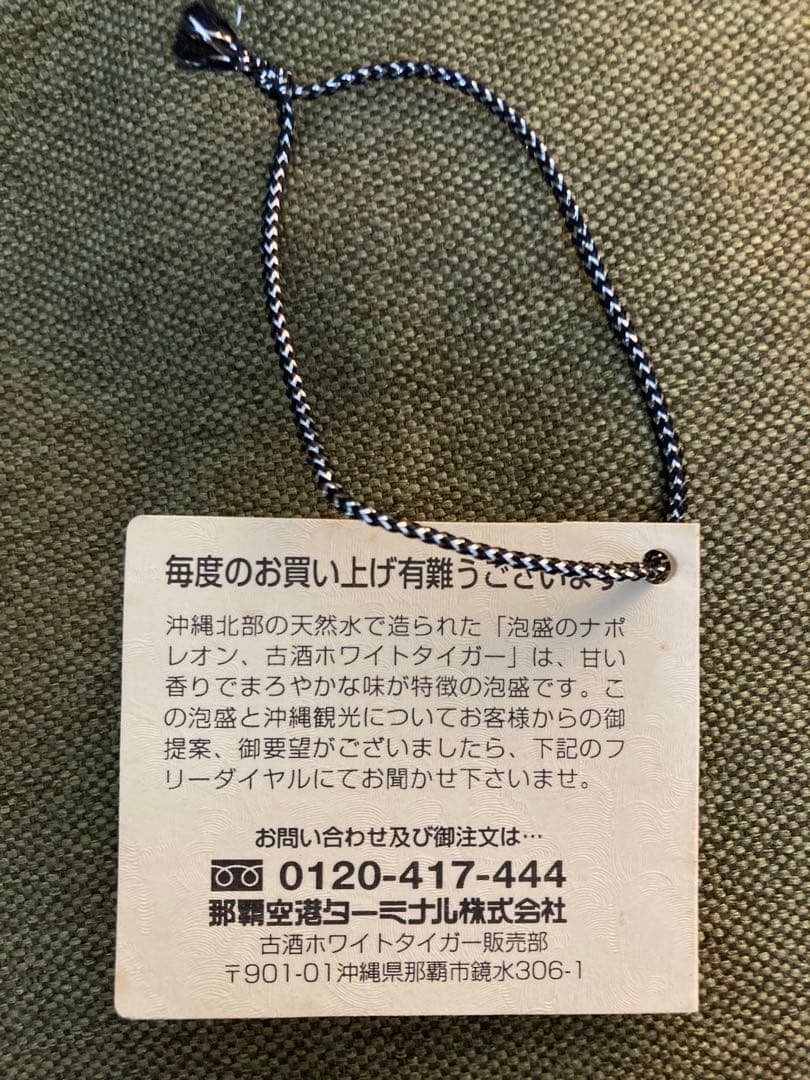 毎度のお買い上げ有難うございます
沖縄北部の天然水で造られた「泡盛のナポ
レオン、古酒ホワイトタイガー」は、甘い
香りでまろやかな味が特徴の泡盛です。こ
の泡盛と沖縄観光についてお客様からの御
提案、御要望がございましたら、下記のフ
リーダイヤルにてお聞かせ下さいませ。
お問い合わせ及び御注文は…
0120-417-444
那覇空港ターミナル株式会社
古酒ホワイトタイガー販売部
〒901-01沖縄県那覇市鏡水306-1